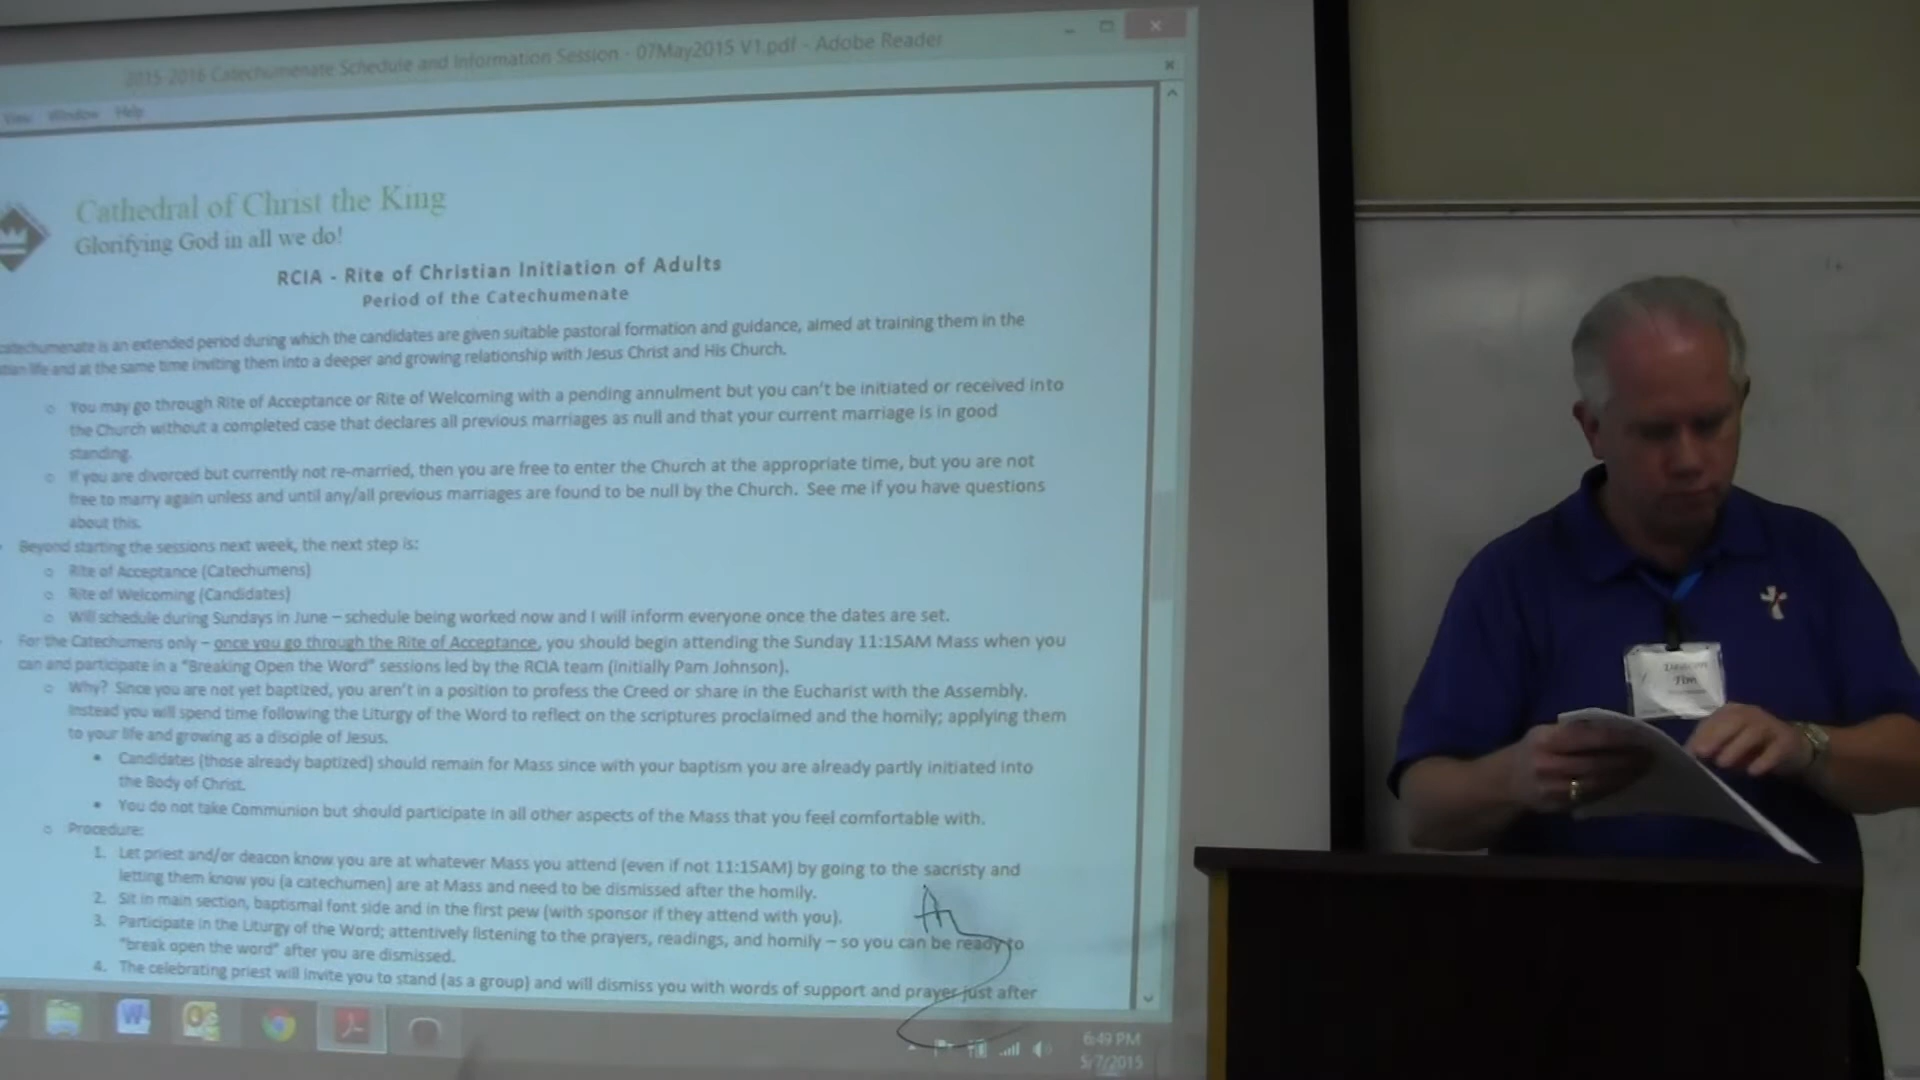 2015-2016 Catechumenate Schedule and Information Session - 07May2015 V1.pdf - Adobe Reader
View Window Help
Cathedral of Christ the King
Glorifying God in all we do!
RCIA - Rite of Christian Initiation of Adults
Period of the Catechumenate
catechumenate is an extended period during which the candidates are given suitable pastoral formation and guidance, aimed at training them in the
life and at the same time inviting them into a deeper and growing relationship with Jesus Christ and His Church.
o You may go through Rite of Acceptance or Rite of Welcoming with a pending annulment but you can't be initiated or received into
the Church without a completed case that declares all previous marriages as null and that your current marriage is in good
standing.
o If you are divorced but currently not re-married, then you are free to enter the Church at the appropriate time, but you are not
free to marry again unless and until any/all previous marriages are found to be null by the Church. See me if you have questions
about this.
Beyond starting the sessions next week, the next step is:
o Rite of Acceptance (Catechumens)
o Rite of Welcoming (Candidates)
o Will schedule during Sundays in June – schedule being worked now and I will inform everyone once the dates are set.
For the Catechumens only – once you go through the Rite of Acceptance, you should begin attending the Sunday 11:15AM Mass when you
can and participate in a "Breaking Open the Word" sessions led by the RCIA team (initially Pam Johnson).
o Why? Since you are not yet baptized, you aren't in a position to profess the Creed or share in the Eucharist with the Assembly.
Instead you will spend time following the Liturgy of the Word to reflect on the scriptures proclaimed and the homily; applying them
to your life and growing as a disciple of Jesus.
• Candidates (those already baptized) should remain for Mass since with your baptism you are already partly initiated into
the Body of Christ.
• You do not take Communion but should participate in all other aspects of the Mass that you feel comfortable with.
o Procedure:
1. Let priest and/or deacon know you are at whatever Mass you attend (even if not 11:15AM) by going to the sacristy and
letting them know you (a catechumen) are at Mass and need to be dismissed after the homily.
2. Sit in main section, baptismal font side and in the first pew (with sponsor if they attend with you).
3. Participate in the Liturgy of the Word; attentively listening to the prayers, readings, and homily – so you can be ready to
"break open the word" after you are dismissed.
4. The celebrating priest will invite you to stand (as a group) and will dismiss you with words of support and prayer just after
6:49 PM
5/7/2015
Deacon